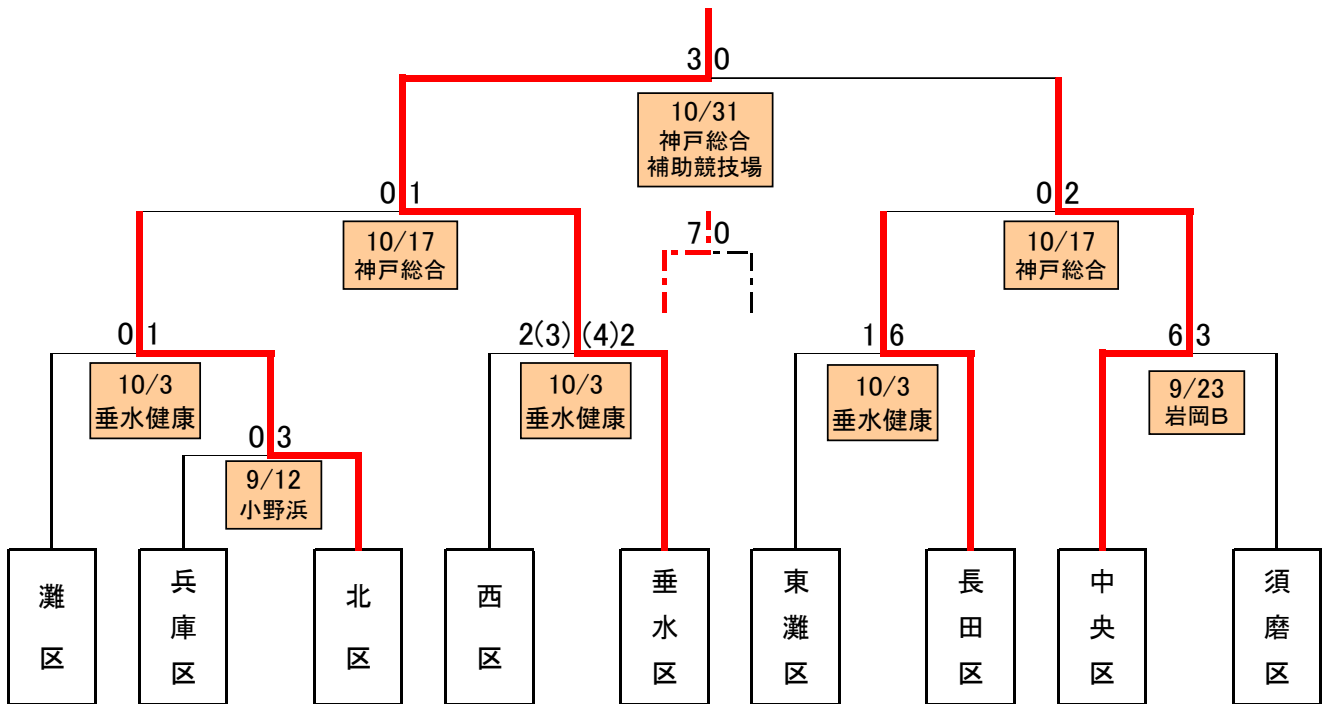 3 0
10/31
神戸総合
補助競技場
0 1
0 2
10/17
神戸総合
7 0
10/17
神戸総合
0 1
2(3) (4)2
1 6
6 3
10/3
垂水健康
10/3
垂水健康
10/3
垂水健康
9/23
岩岡B
0 3
9/12
小野浜
灘区
兵庫区
北区
西区
垂水区
東灘区
長田区
中央区
須磨区